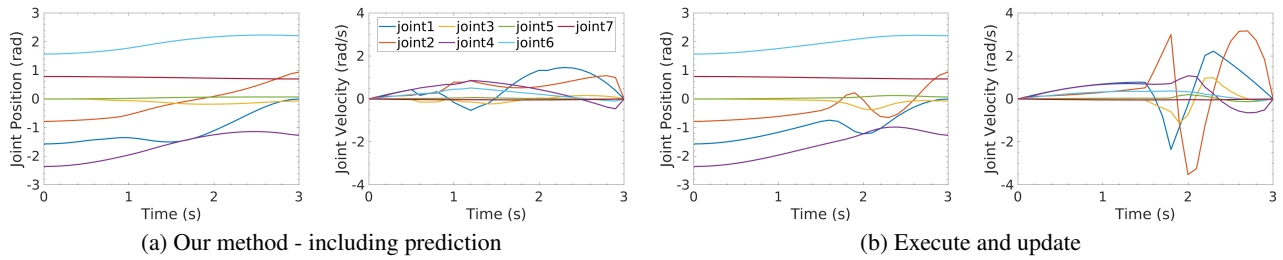 3
2
1
0
-1
-2
-3
0 1 2 3
Joint Position (rad)
Time (s)
4
2
0
-2
-4
0 1 2 3
Joint Velocity (rad/s)
Time (s)
joint1 joint3 joint5 joint7
joint2 joint4 joint6
(a) Our method - including prediction
3
2
1
0
-1
-2
-3
0 1 2 3
Joint Position (rad)
Time (s)
4
2
0
-2
-4
0 1 2 3
Joint Velocity (rad/s)
Time (s)
(b) Execute and update